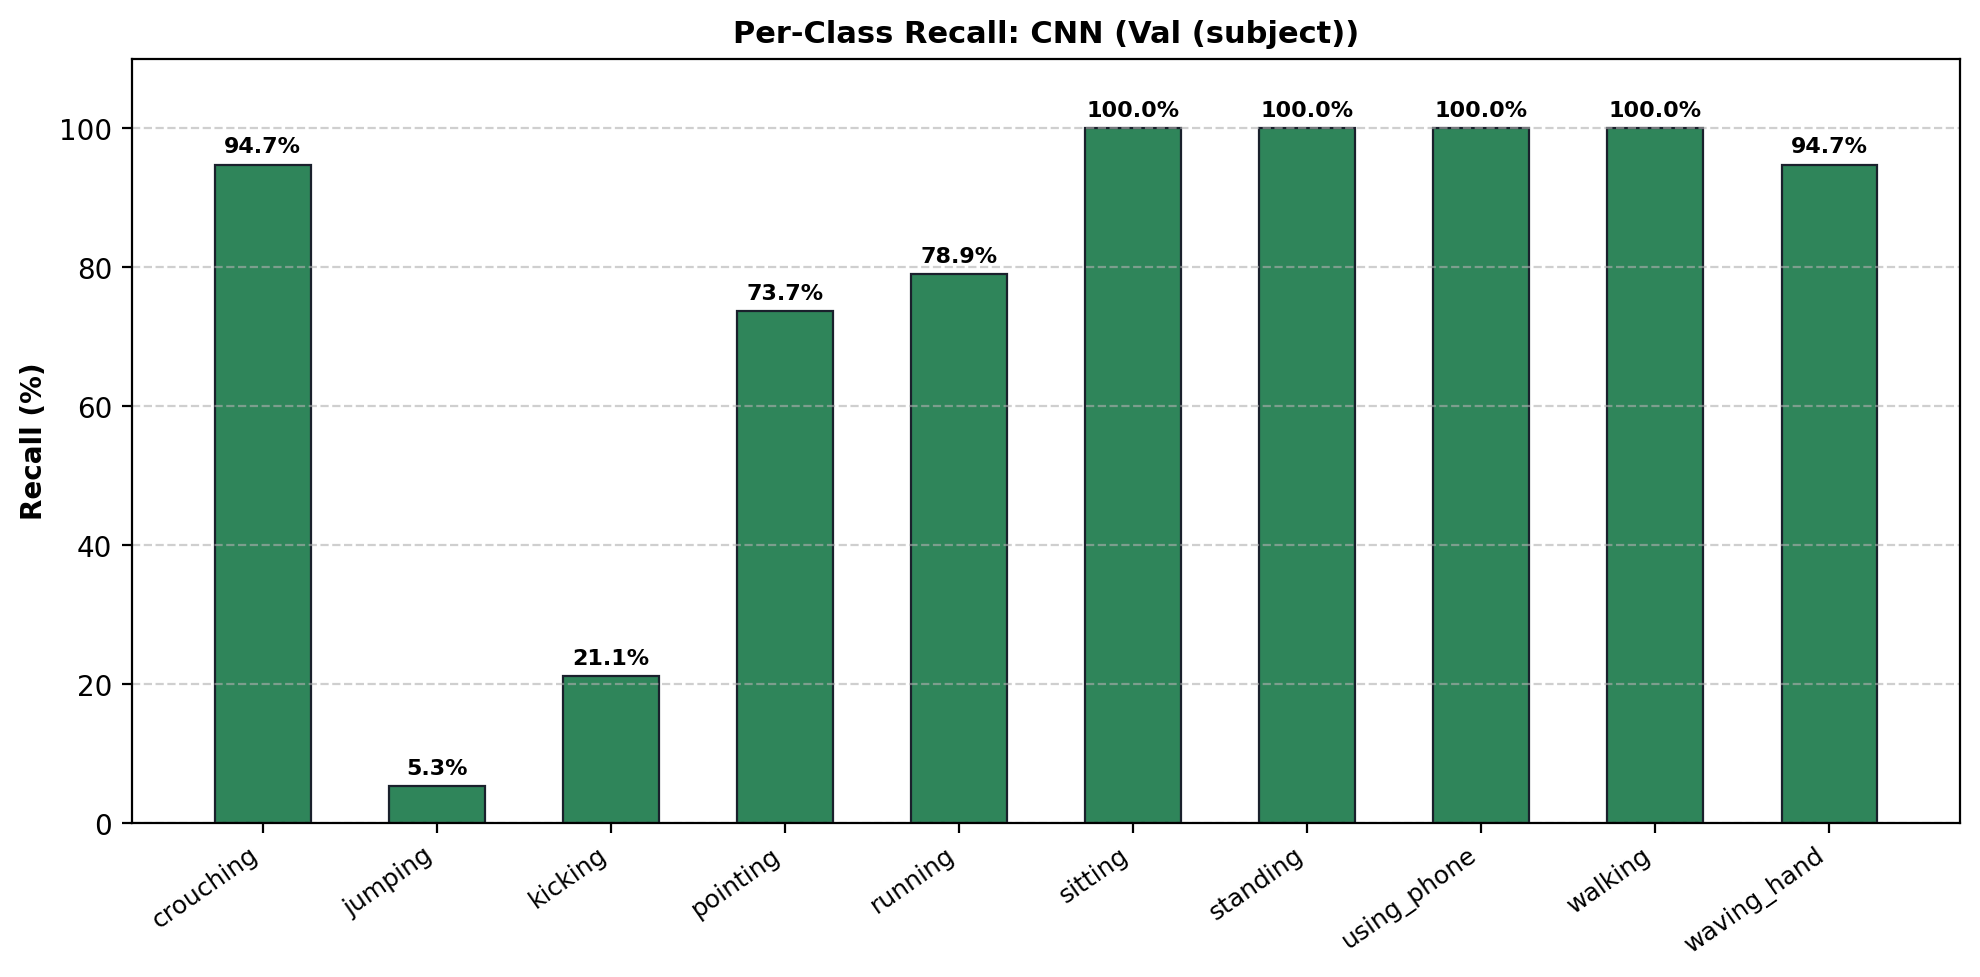 Per-Class Recall: CNN (Val (subject))
Recall (%)
100
80
60
40
20
0
94.7%
5.3%
21.1%
73.7%
78.9%
100.0%
100.0%
100.0%
100.0%
94.7%
crouching
jumping
kicking
pointing
running
sitting
standing
using_phone
walking
waving_hand